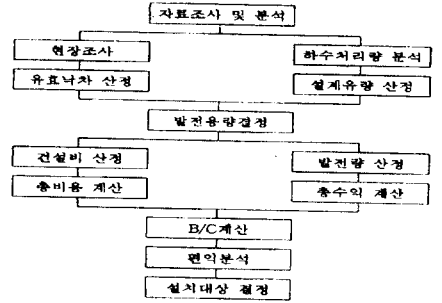 자료조사 및 분석
현장조사
하수처리량 분석
유효낙차 산정
설계유량 산정
발전용량결정
건설비 산정
발전량 산정
총비용 계산
총수익 계산
B/C계산
편익분석
설치대상 결정